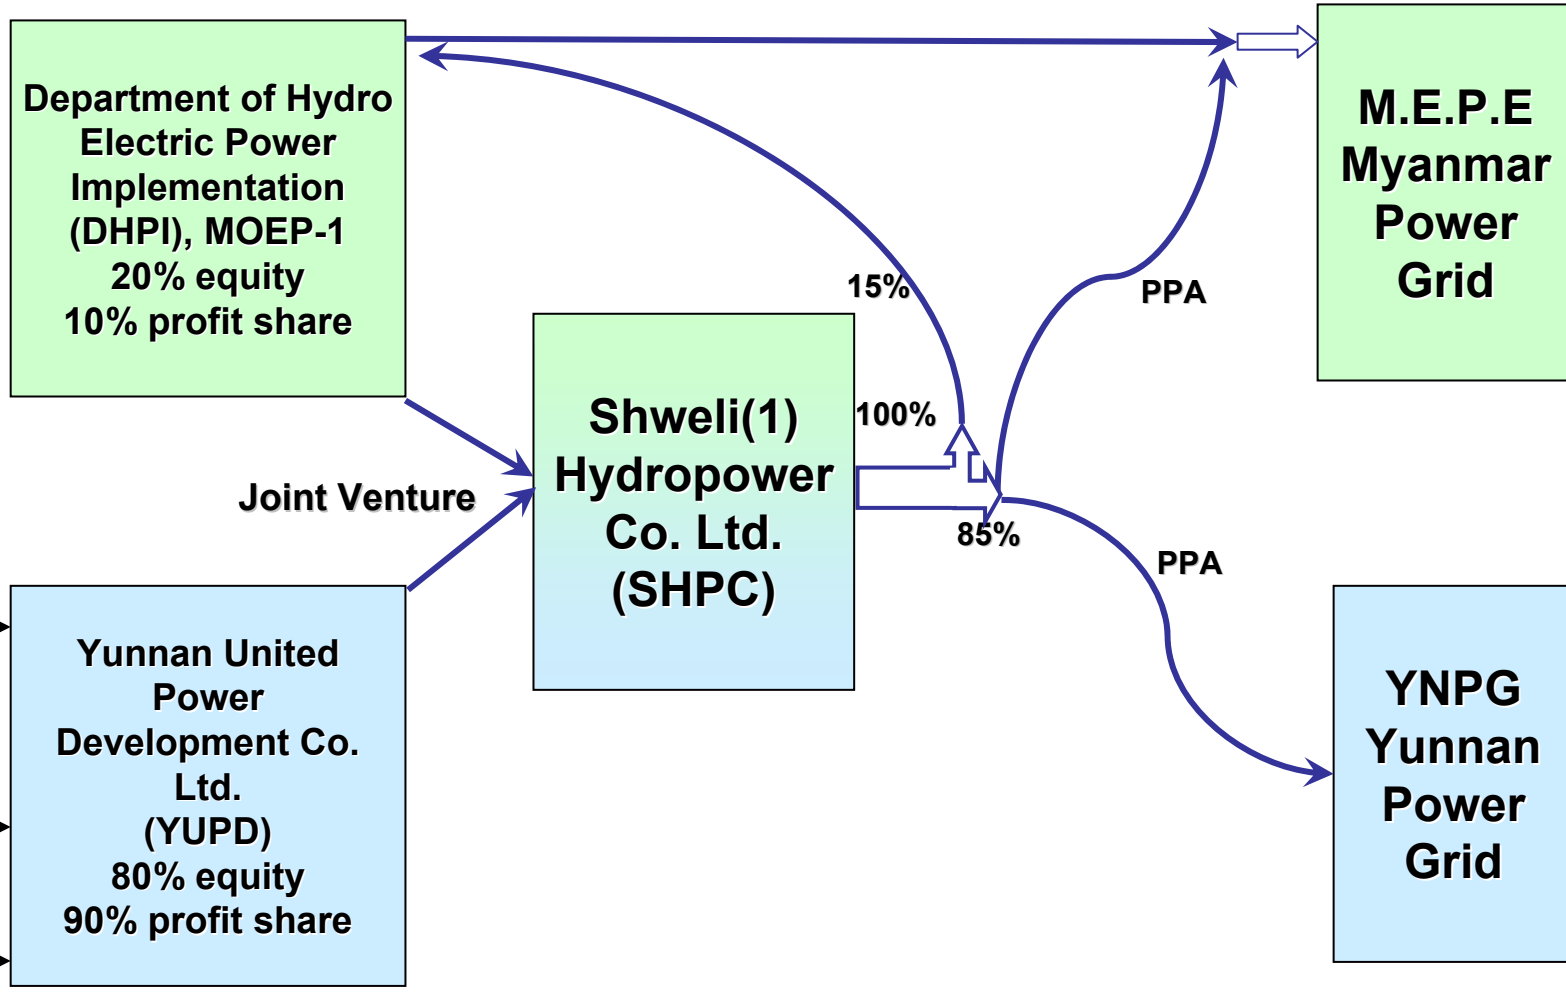 Department of Hydro
Electric Power
Implementation
(DHPI), MOEP-1
20% equity
10% profit share
M.E.P.E
Myanmar
Power
Grid
15%
PPA
100%
Shweli(1)
Hydropower
Co. Ltd.
(SHPC)
Joint Venture
85%
PPA
Yunnan United
Power
Development Co.
Ltd.
(YUPD)
80% equity
90% profit share
YNPG
Yunnan
Power
Grid